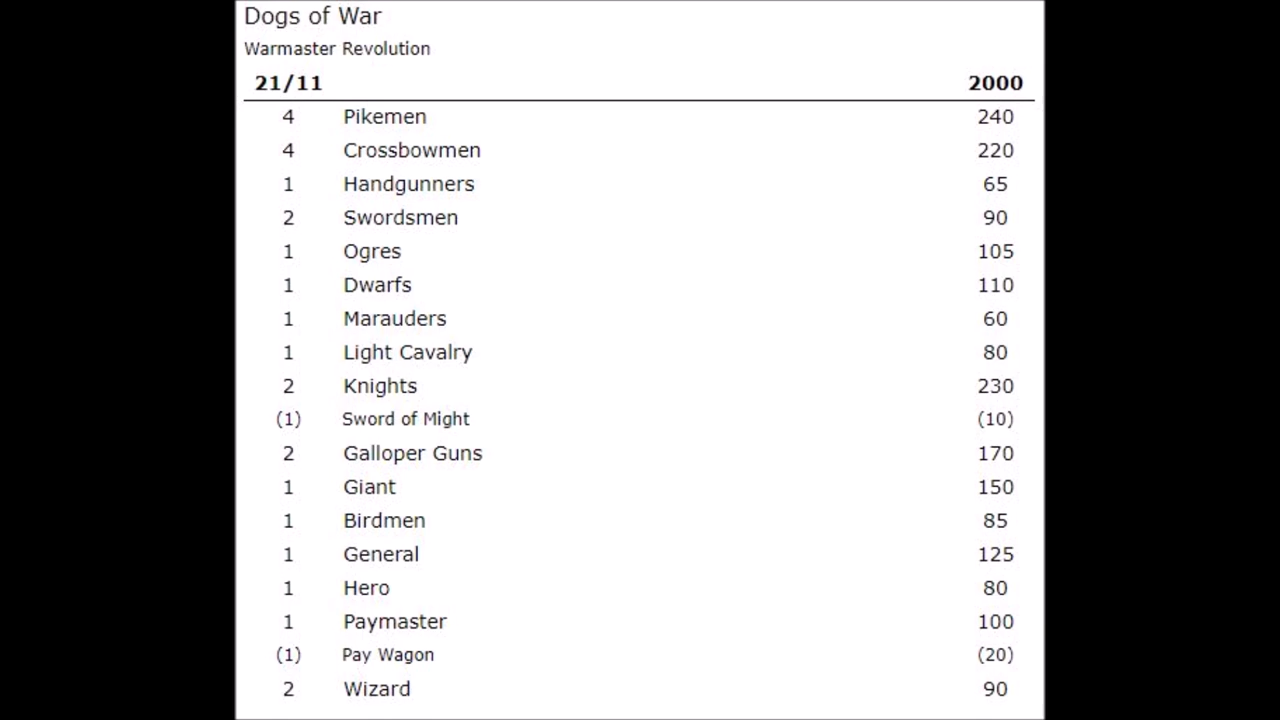 Dogs of War
Warmaster Revolution
21/11 2000
4 Pikemen 240
4 Crossbowmen 220
1 Handgunners 65
2 Swordsmen 90
1 Ogres 105
1 Dwarfs 110
1 Marauders 60
1 Light Cavalry 80
2 Knights 230
(1) Sword of Might (10)
2 Galloper Guns 170
1 Giant 150
1 Birdmen 85
1 General 125
1 Hero 80
1 Paymaster 100
(1) Pay Wagon (20)
2 Wizard 90